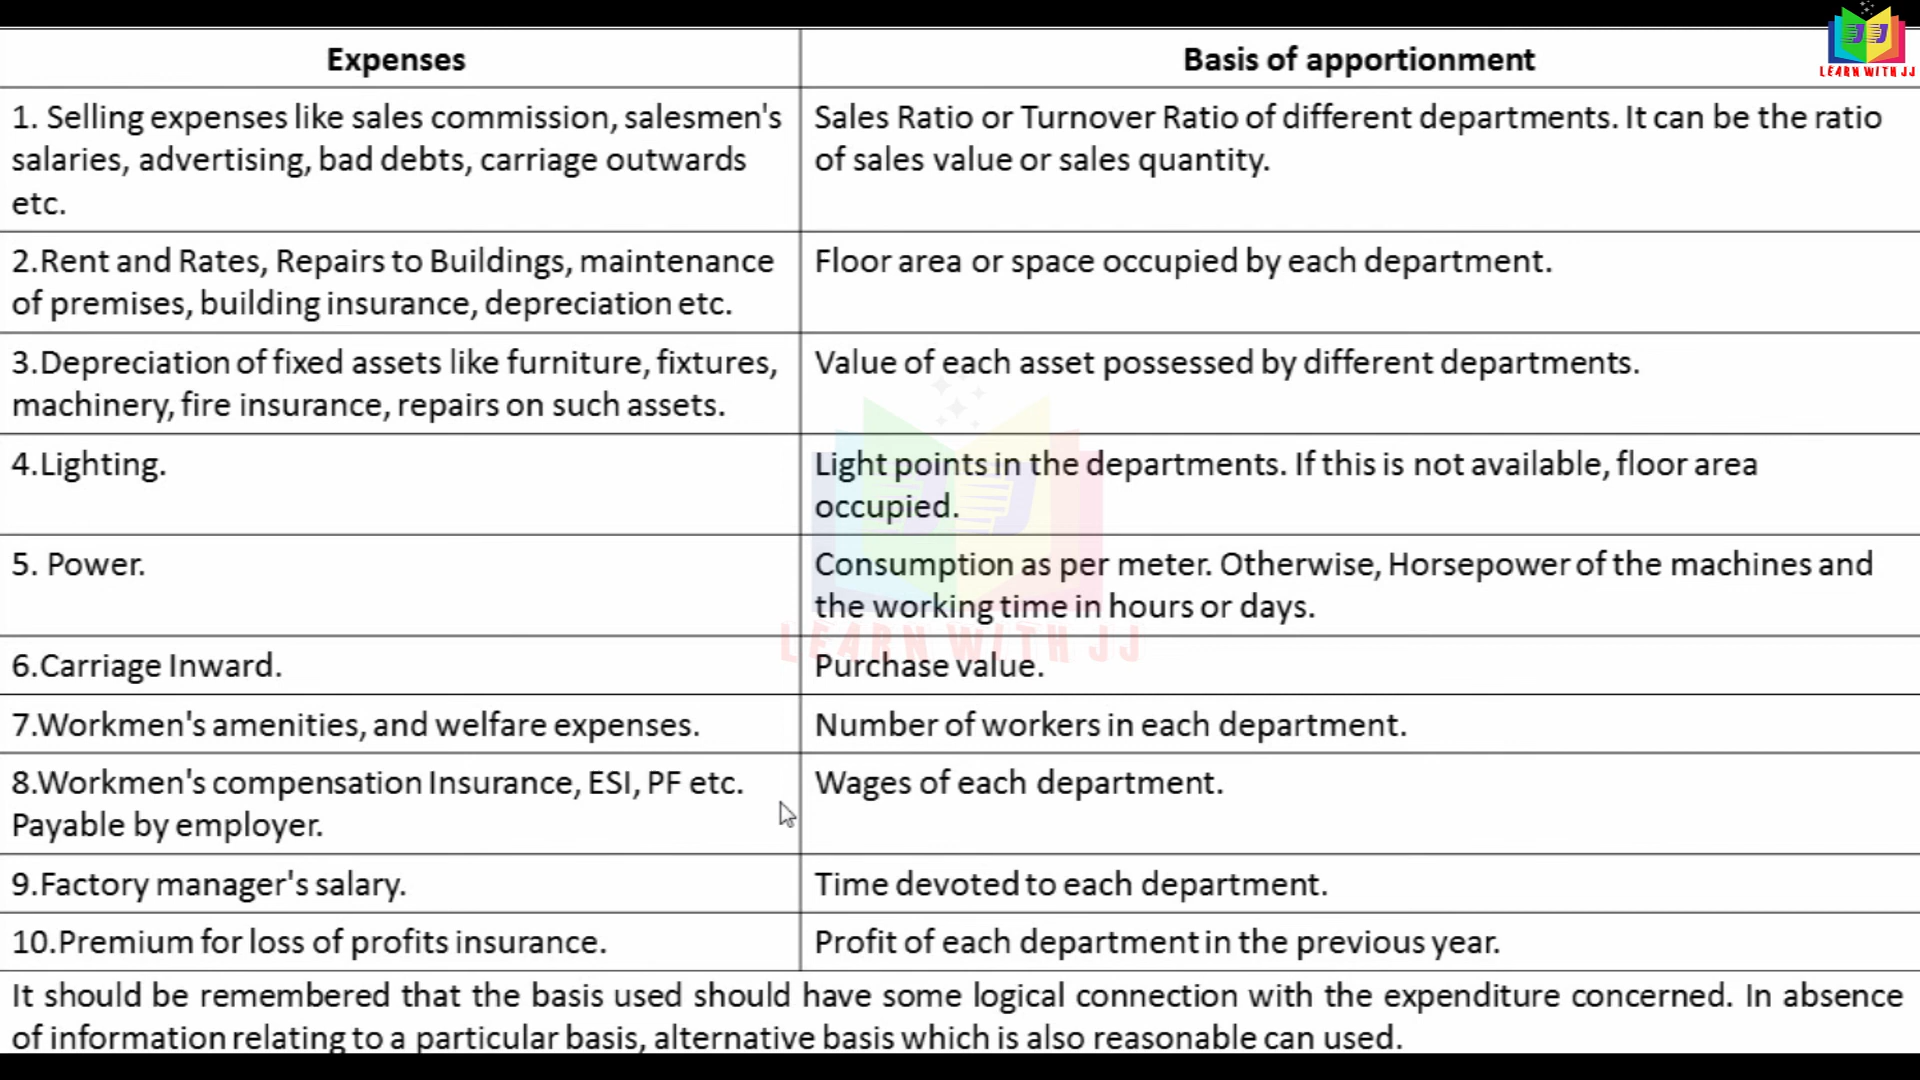 LEARN WITH JJ
Expenses
Basis of apportionment
1. Selling expenses like sales commission, salesmen's
salaries, advertising, bad debts, carriage outwards
etc.
Sales Ratio or Turnover Ratio of different departments. It can be the ratio
of sales value or sales quantity.
2.Rent and Rates, Repairs to Buildings, maintenance
of premises, building insurance, depreciation etc.
Floor area or space occupied by each department.
3.Depreciation of fixed assets like furniture, fixtures,
machinery, fire insurance, repairs on such assets.
Value of each asset possessed by different departments.
4.Lighting.
Light points in the departments. If this is not available, floor area
occupied.
5. Power.
Consumption as per meter. Otherwise, Horsepower of the machines and
the working time in hours or days.
LEARN WITH JJ
6.Carriage Inward.
Purchase value.
7.Workmen's amenities, and welfare expenses.
Number of workers in each department.
8.Workmen's compensation Insurance, ESI, PF etc.
Payable by employer.
Wages of each department.
9.Factory manager's salary.
Time devoted to each department.
10.Premium for loss of profits insurance.
Profit of each department in the previous year.
It should be remembered that the basis used should have some logical connection with the expenditure concerned. In absence
of information relating to a particular basis, alternative basis which is also reasonable can used.